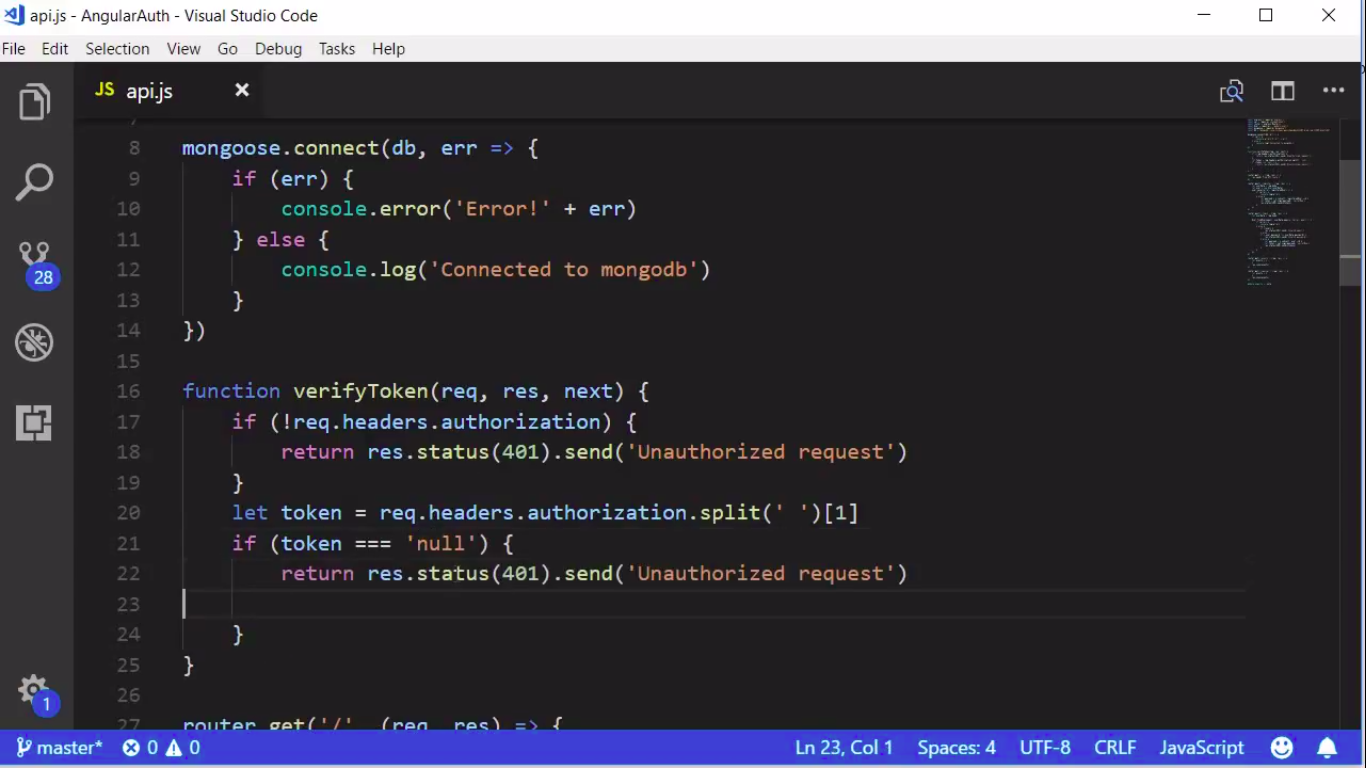 api.js - AngularAuth - Visual Studio Code
File Edit Selection View Go Debug Tasks Help
JS api.js
8 mongoose.connect(db, err => {
9 if (err) {
10 console.error('Error!' + err)
11 } else {
12 console.log('Connected to mongodb')
13 }
14 })
15
16 function verifyToken(req, res, next) {
17 if (!req.headers.authorization) {
18 return res.status(401).send('Unauthorized request')
19 }
20 let token = req.headers.authorization.split(' ')[1]
21 if (token === 'null') {
22 return res.status(401).send('Unauthorized request')
23
24 }
25 }
26
27 router.get('/', (req, res) => {
28
1
master* 0 0 Ln 23, Col 1 Spaces: 4 UTF-8 CRLF JavaScript